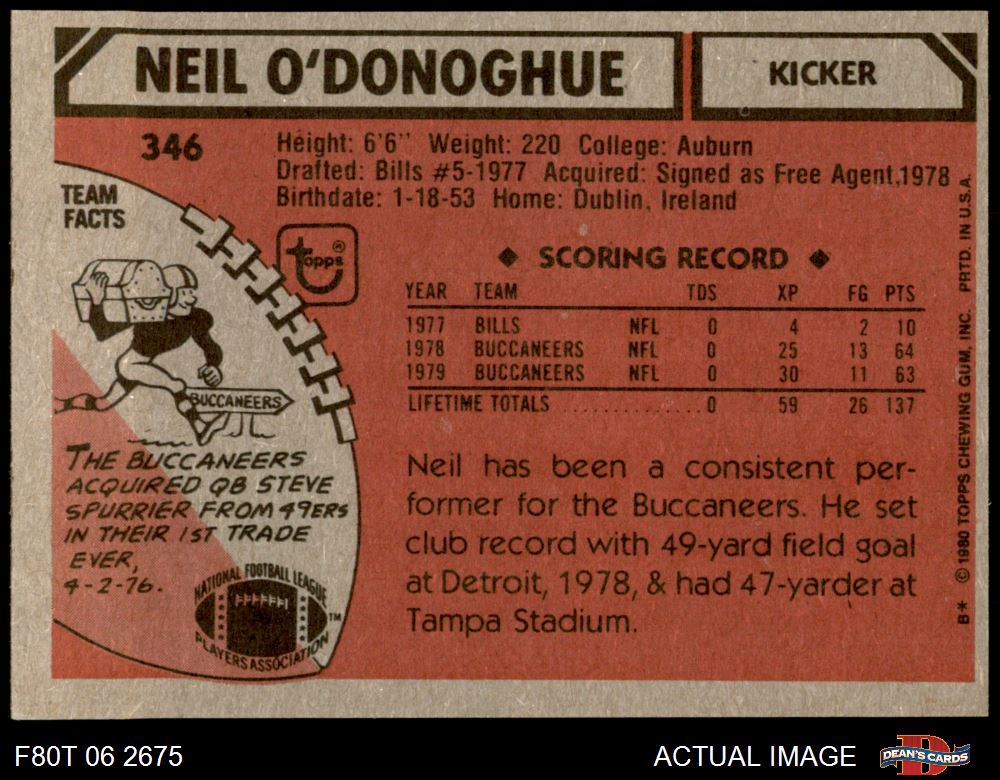 NEIL O'DONOGHUE
KICKER
346
Height: 6'6" Weight: 220 College: Auburn
Drafted: Bills #5-1977 Acquired: Signed as Free Agent,1978
Birthdate: 1-18-53 Home: Dublin, Ireland
TEAM
FACTS
topps®
BUCCANEERS
THE BUCCANEERS
ACQUIRED QB STEVE
SPURRIER FROM 49ERS
IN THEIR 1ST TRADE
EVER,
4-2-76.
NATIONAL FOOTBALL LEAGUE
PLAYERS ASSOCIATION
TM
◆ SCORING RECORD ◆
YEAR TEAM TDS XP FG PTS
1977 BILLS NFL 0 4 2 10
1978 BUCCANEERS NFL 0 25 13 64
1979 BUCCANEERS NFL 0 30 11 63
LIFETIME TOTALS ..............0 59 26 137
Neil has been a consistent per-
former for the Buccaneers. He set
club record with 49-yard field goal
at Detroit, 1978, & had 47-yarder at
Tampa Stadium.
B* © 1980 TOPPS CHEWING GUM, INC. PRTD. IN U.S.A.
F80T 06 2675
ACTUAL IMAGE
DEAN'S CARDS